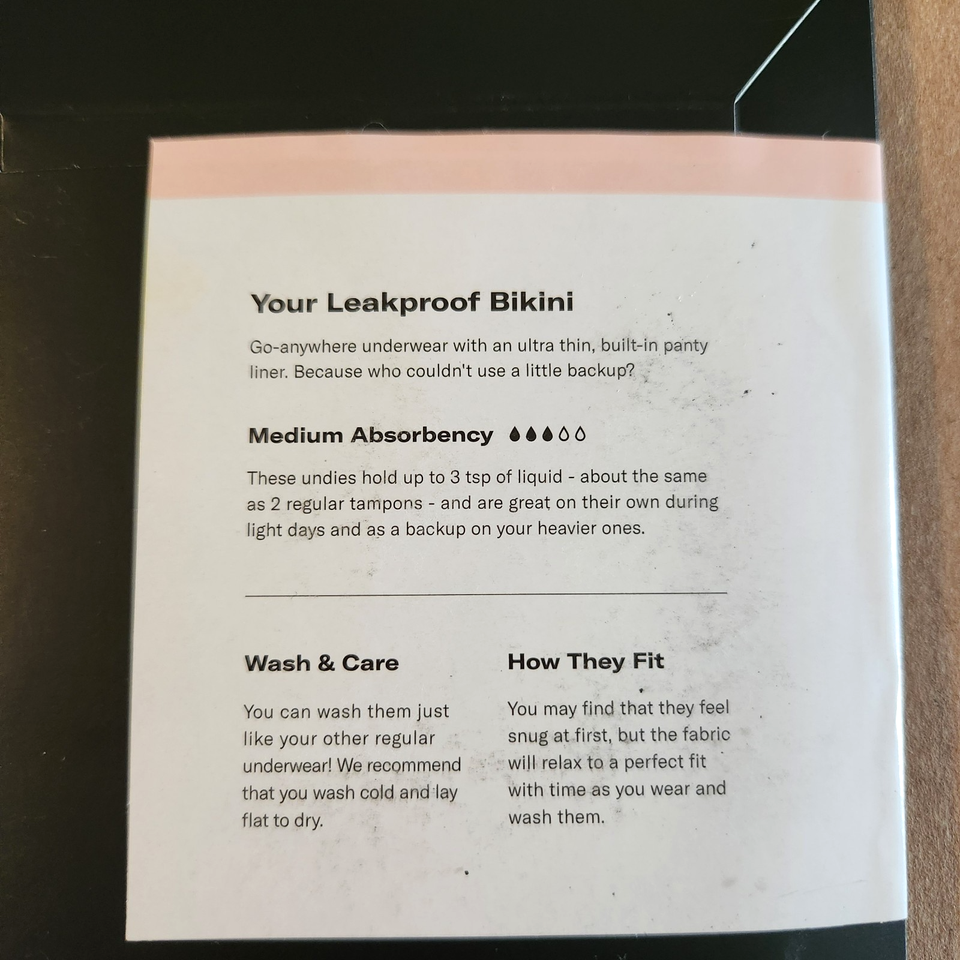 Your Leakproof Bikini
Go-anywhere underwear with an ultra thin, built-in panty
liner. Because who couldn't use a little backup?
Medium Absorbency
These undies hold up to 3 tsp of liquid - about the same
as 2 regular tampons - and are great on their own during
light days and as a backup on your heavier ones.
Wash & Care
You can wash them just
like your other regular
underwear! We recommend
that you wash cold and lay
flat to dry.
How They Fit
You may find that they feel
snug at first, but the fabric
will relax to a perfect fit
with time as you wear and
wash them.